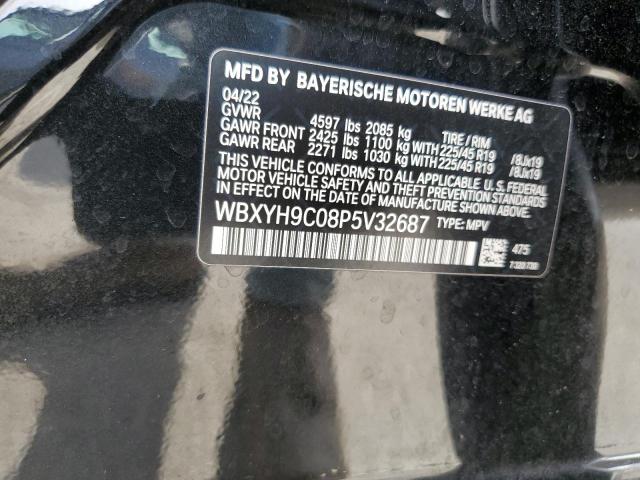 MFD BY BAYERISCHE MOTOREN WERKE AG
04/22
GVWR 4597 lbs 2085 kg TIRE / RIM
GAWR FRONT 2425 lbs 1100 kg WITH 225/45 R19 /8Jx19
GAWR REAR 2271 lbs 1030 kg WITH 225/45 R19 /8Jx19
THIS VEHICLE CONFORMS TO ALL APPLICABLE U.S. FEDERAL
MOTOR VEHICLE SAFETY STANDARDS
IN EFFECT ON THE DATE OF MANUFACTURE SHOWN ABOVE.
WBXYH9C08P5V32687 TYPE: MPV
475